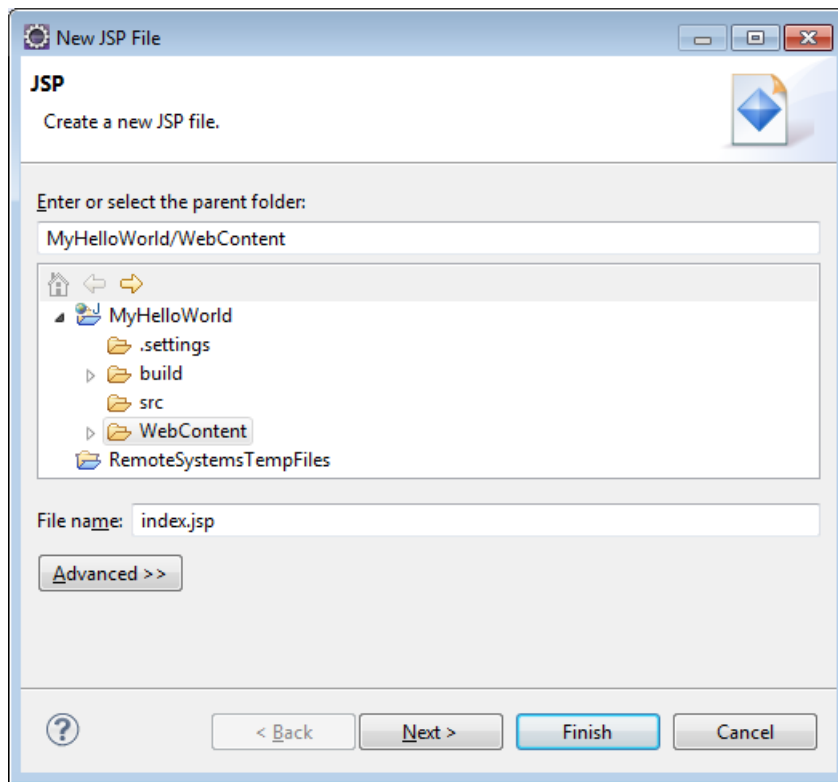 New JSP File
JSP
Create a new JSP file.
Enter or select the parent folder:
MyHelloWorld/WebContent
MyHelloWorld
.settings
build
src
WebContent
RemoteSystemsTempFiles
File name: index.jsp
Advanced >>
? < Back Next > Finish Cancel